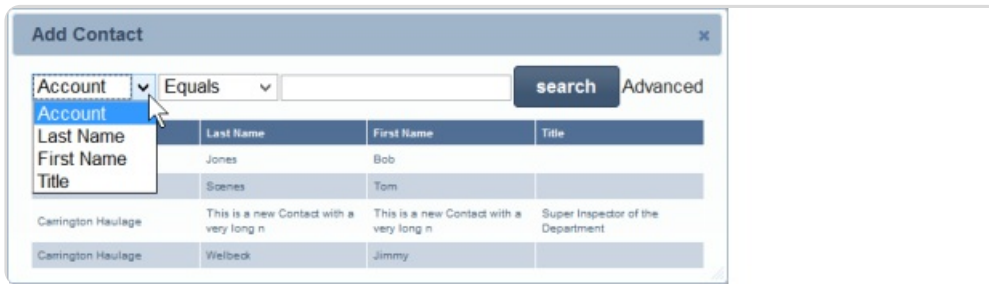 Add Contact ×
Account Equals search Advanced
Account
Last Name
First Name
Title
Last Name First Name Title
Jones Bob
Scenes Tom
Carrington Haulage This is a new Contact with a This is a new Contact with a Super Inspector of the
very long n very long n Department
Carrington Haulage Welbeck Jimmy